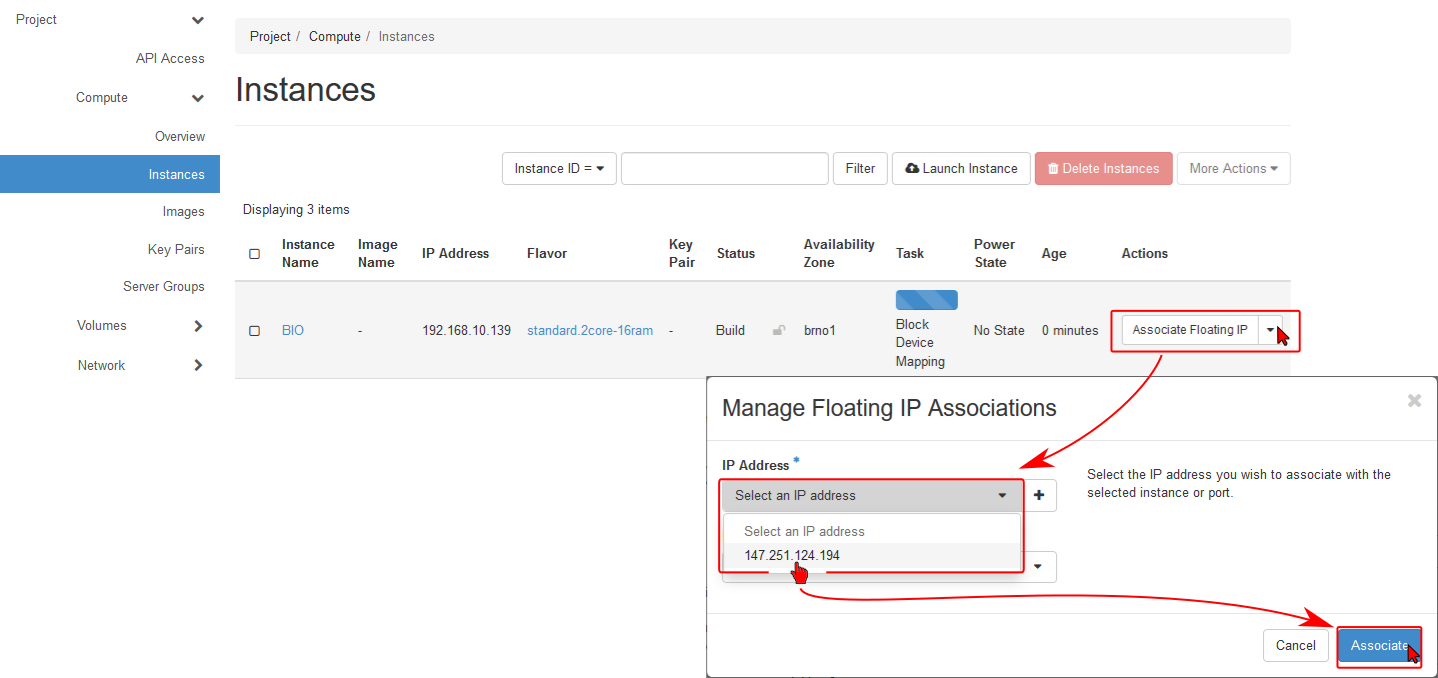 Project
API Access
Compute
Overview
Instances
Images
Key Pairs
Server Groups
Volumes
Network
Project / Compute / Instances
Instances
Instance ID = Filter Launch Instance Delete Instances More Actions
Displaying 3 items
Instance Name Image Name IP Address Flavor Key Pair Status Availability Zone Task Power State Age Actions
BIO - 192.168.10.139 standard.2core-16ram - Build brno1 Block Device Mapping No State 0 minutes Associate Floating IP
Manage Floating IP Associations
IP Address *
Select an IP address
Select an IP address
147.251.124.194
Select the IP address you wish to associate with the
selected instance or port.
Cancel Associate